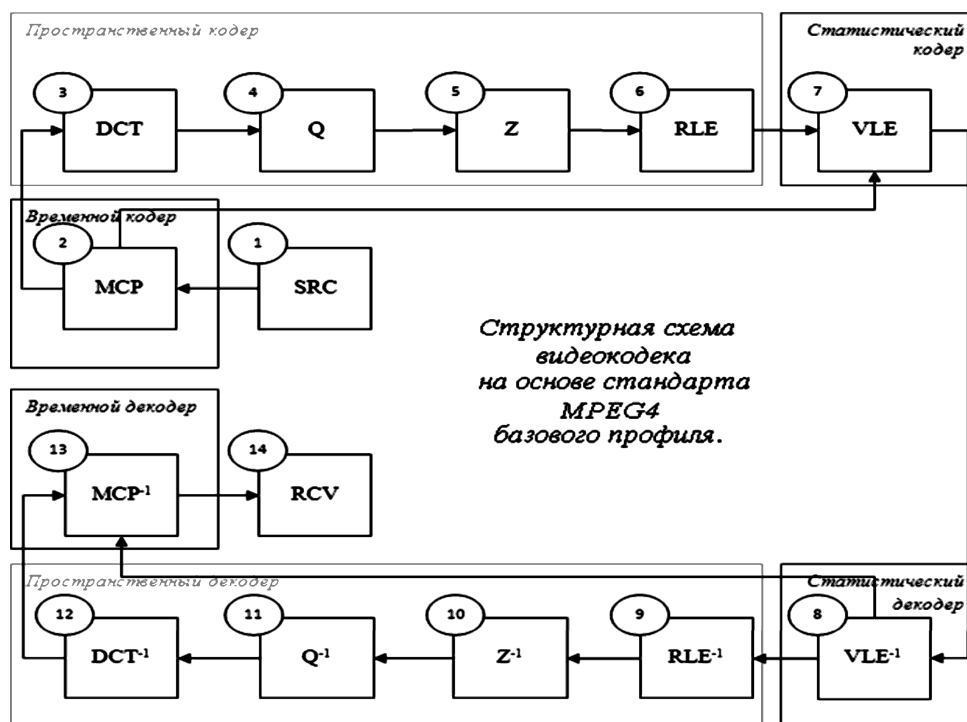 Пространственный кодер
Статистический
кодер
3
DCT
4
Q
5
Z
6
RLE
7
VLE
Временной кодер
2
MCP
1
SRC
Структурная схема
видеокодека
на основе стандарта
MPEG4
базового профиля.
Временной декодер
13
MCP⁻¹
14
RCV
Пространственный декодер
Статистический
декодер
12
DCT⁻¹
11
Q⁻¹
10
Z⁻¹
9
RLE⁻¹
8
VLE⁻¹